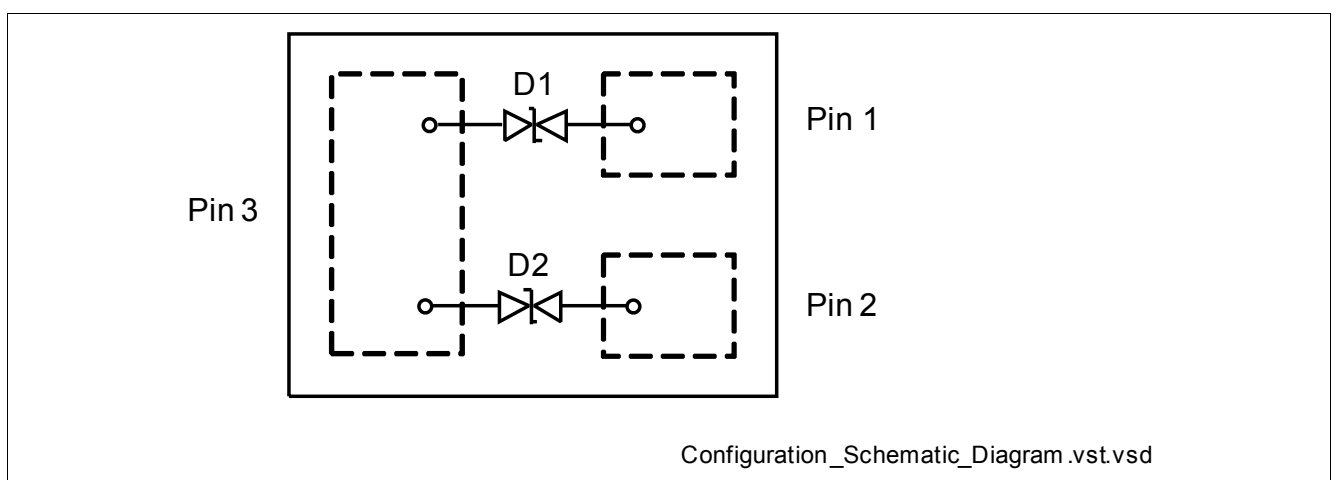 D1
Pin 1
Pin 3
D2
Pin 2
Configuration_Schematic_Diagram.vst.vsd